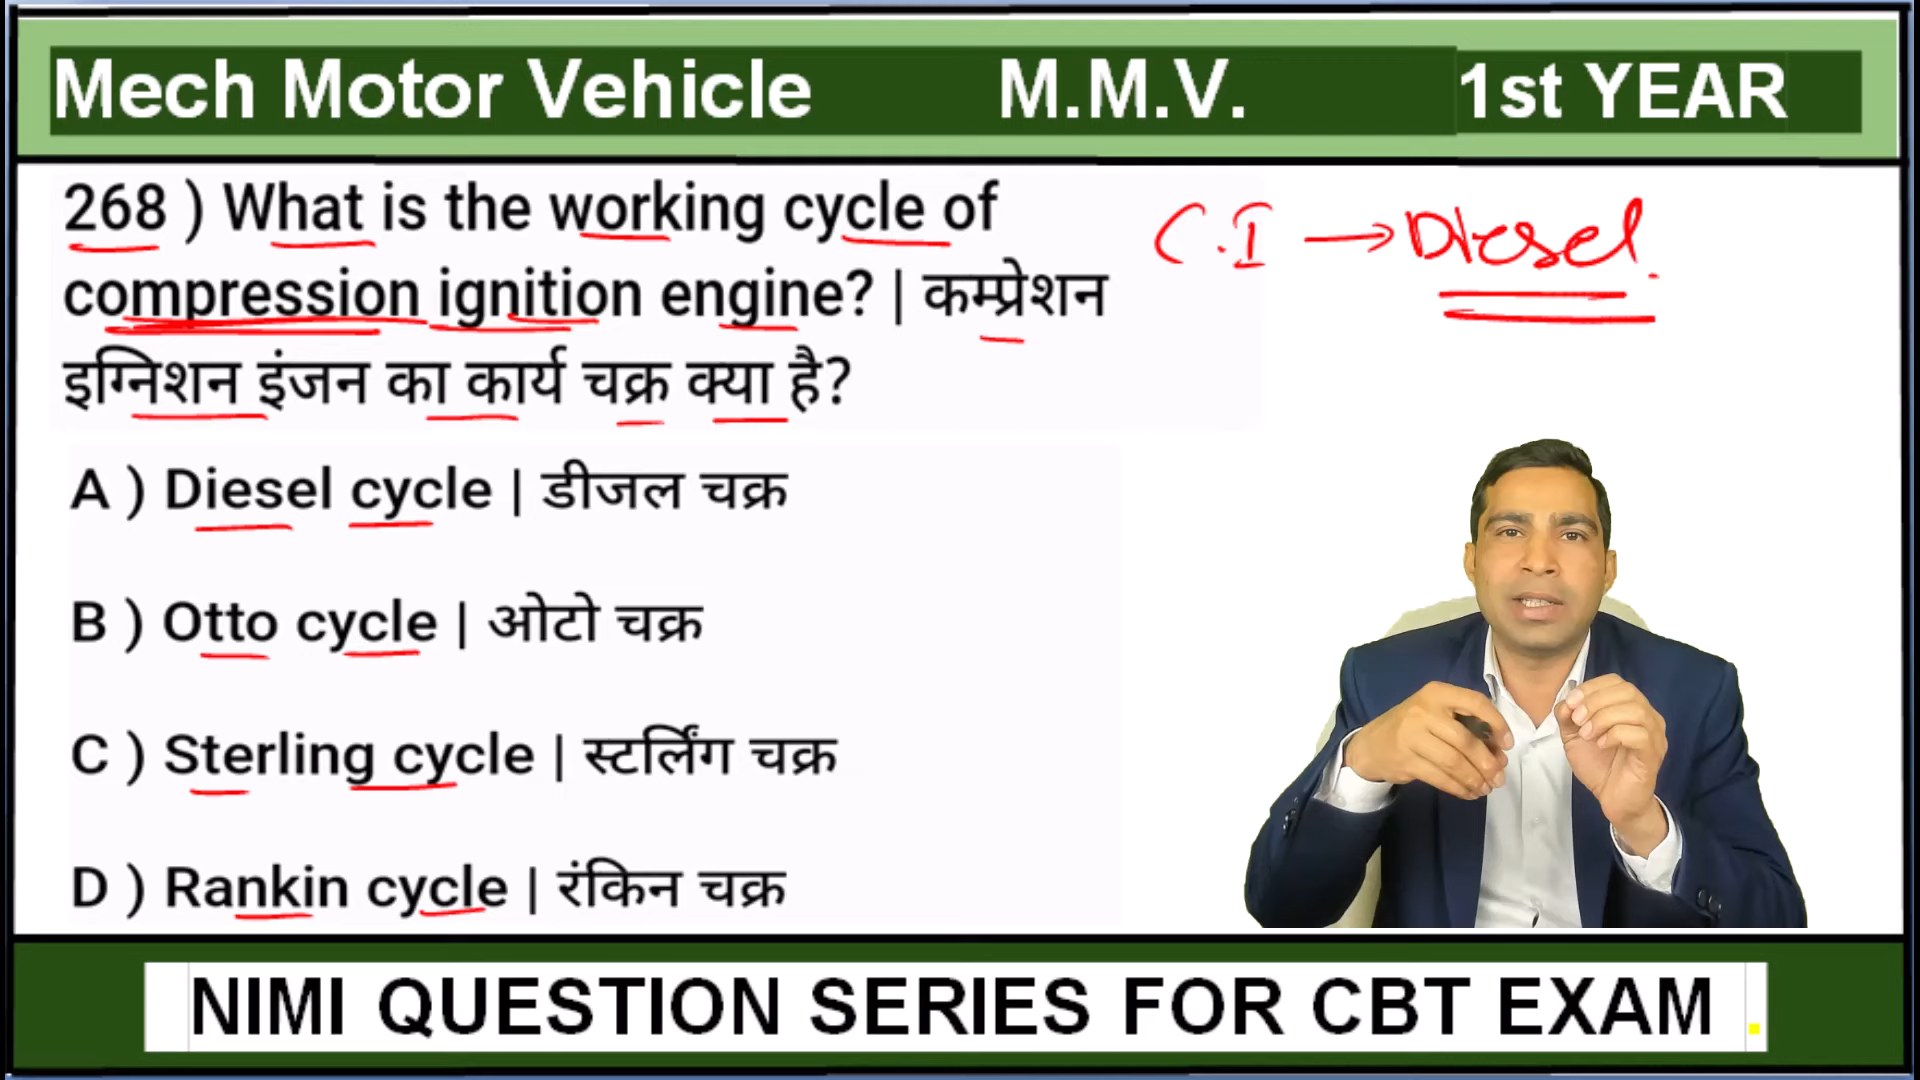 Mech Motor Vehicle M.M.V. 1st YEAR
268 ) What is the working cycle of
compression ignition engine? | कम्प्रेशन
इग्निशन इंजन का कार्य चक्र क्या है?
C.I → Diesel.
A ) Diesel cycle | डीजल चक्र
B ) Otto cycle | ओटो चक्र
C ) Sterling cycle | स्टर्लिंग चक्र
D ) Rankin cycle | रंकिन चक्र
NIMI QUESTION SERIES FOR CBT EXAM .